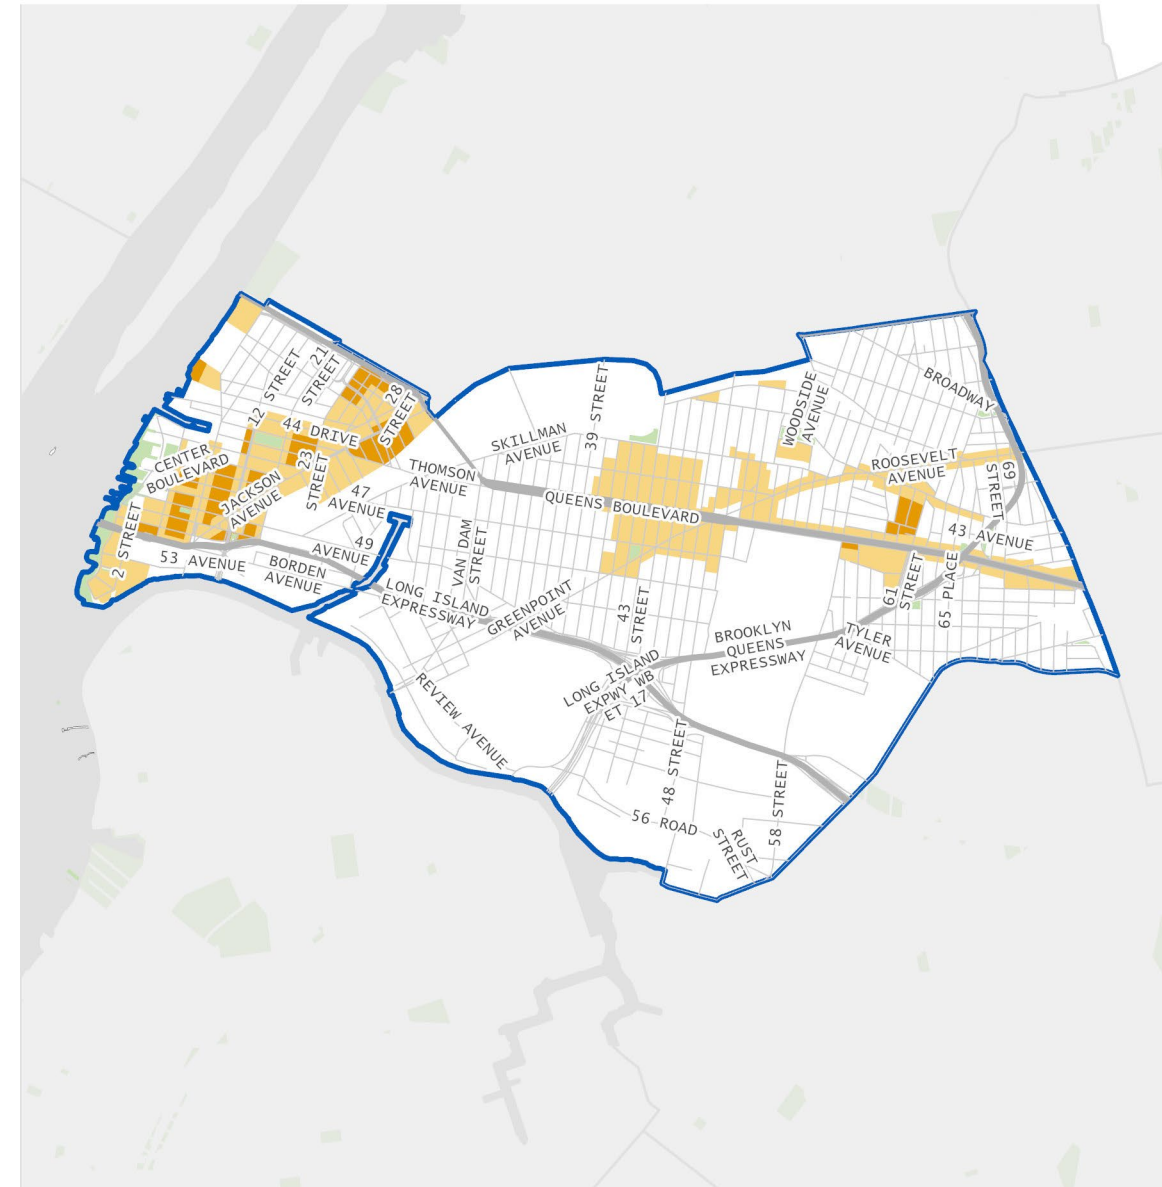 21
STREET
12 STREET
28
STREET
44 DRIVE
23
STREET
CENTER
BOULEVARD
JACKSON
AVENUE
47
AVENUE
THOMSON
AVENUE
SKILLMAN
AVENUE
39 STREET
WOODSIDE
AVENUE
BROADWAY
ROOSEVELT
AVENUE
69
STREET
QUEENS BOULEVARD
43 AVENUE
2 STREET
53 AVENUE
BORDEN
AVENUE
49
AVENUE
VAN DAM
STREET
LONG ISLAND
EXPRESSWAY
GREENPOINT
AVENUE
43
STREET
61
STREET
65 PLACE
BROOKLYN
QUEENS
EXPRESSWAY
TYLER
AVENUE
LONG ISLAND
EXPWY WB
ET 17
REVIEW AVENUE
48 STREET
58 STREET
56 ROAD
RUST
STREET